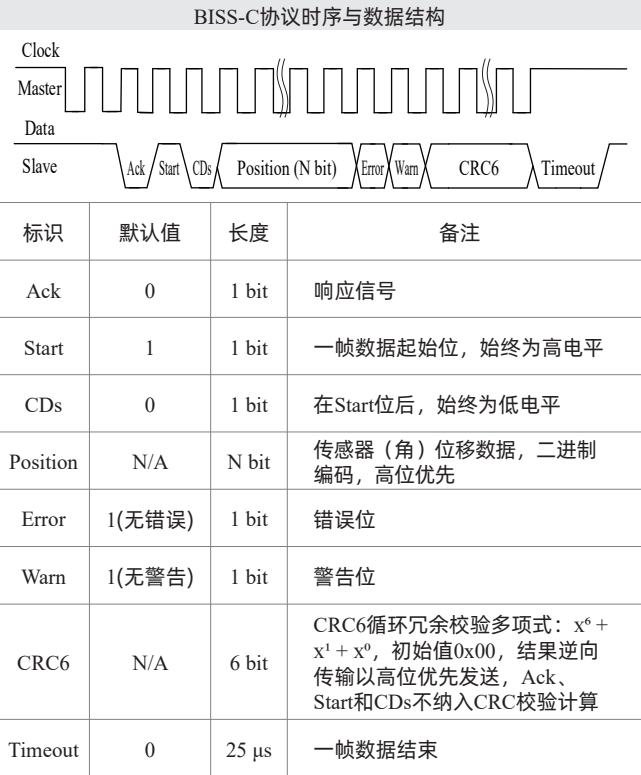 BISS-C协议时序与数据结构
Clock
Master
Data
Slave
Ack Start CDs Position (N bit) Error Warn CRC6 Timeout
标识 默认值 长度 备注
Ack 0 1 bit 响应信号
Start 1 1 bit 一帧数据起始位，始终为高电平
CDs 0 1 bit 在Start位后，始终为低电平
Position N/A N bit 传感器（角）位移数据，二进制
编码，高位优先
Error 1(无错误) 1 bit 错误位
Warn 1(无警告) 1 bit 警告位
CRC6 N/A 6 bit CRC6循环冗余校验多项式：x⁶ +
x¹ + x⁰，初始值0x00，结果逆向
传输以高位优先发送，Ack、
Start和CDs不纳入CRC校验计算
Timeout 0 25 μs 一帧数据结束